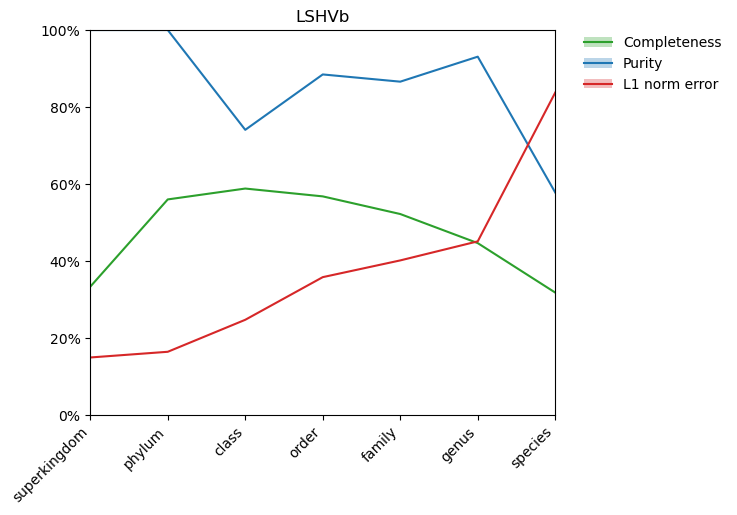 LSHVb
100%
80%
60%
40%
20%
0%
superkingdom
phylum
class
order
family
genus
species
Completeness
Purity
L1 norm error